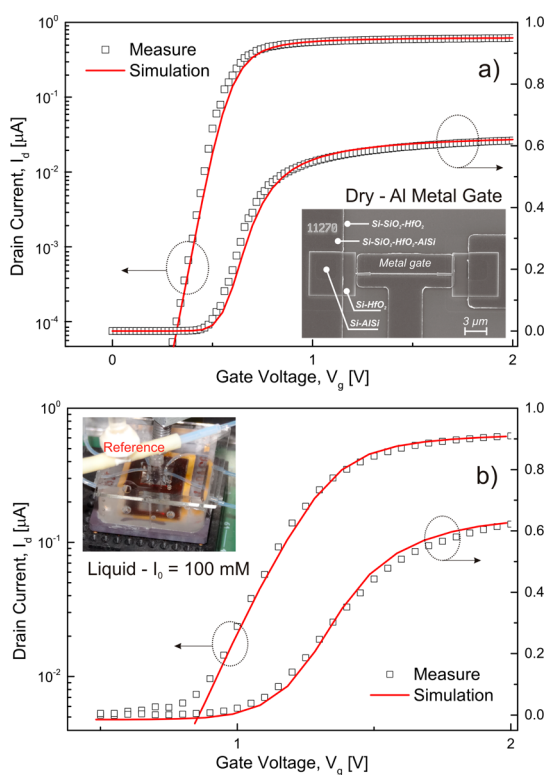 10⁰
10⁻¹
10⁻²
10⁻³
10⁻⁴
Drain Current, I_d [μA]
Measure
Simulation
a)
1.0
0.8
0.6
0.4
0.2
0.0
Dry - Al Metal Gate
11270
Si-SiO₂-HfO₂
Si-SiO₂-HfO₂-AlSi
Metal gate
Si-HfO₂
Si-AlSi
3 μm
0
1
2
Gate Voltage, V_g [V]
10⁰
10⁻¹
10⁻²
Drain Current, I_d [μA]
Reference
b)
Liquid - I₀ = 100 mM
1.0
0.9
0.8
0.6
0.4
0.2
0.0
Measure
Simulation
1
2
Gate Voltage, V_g [V]